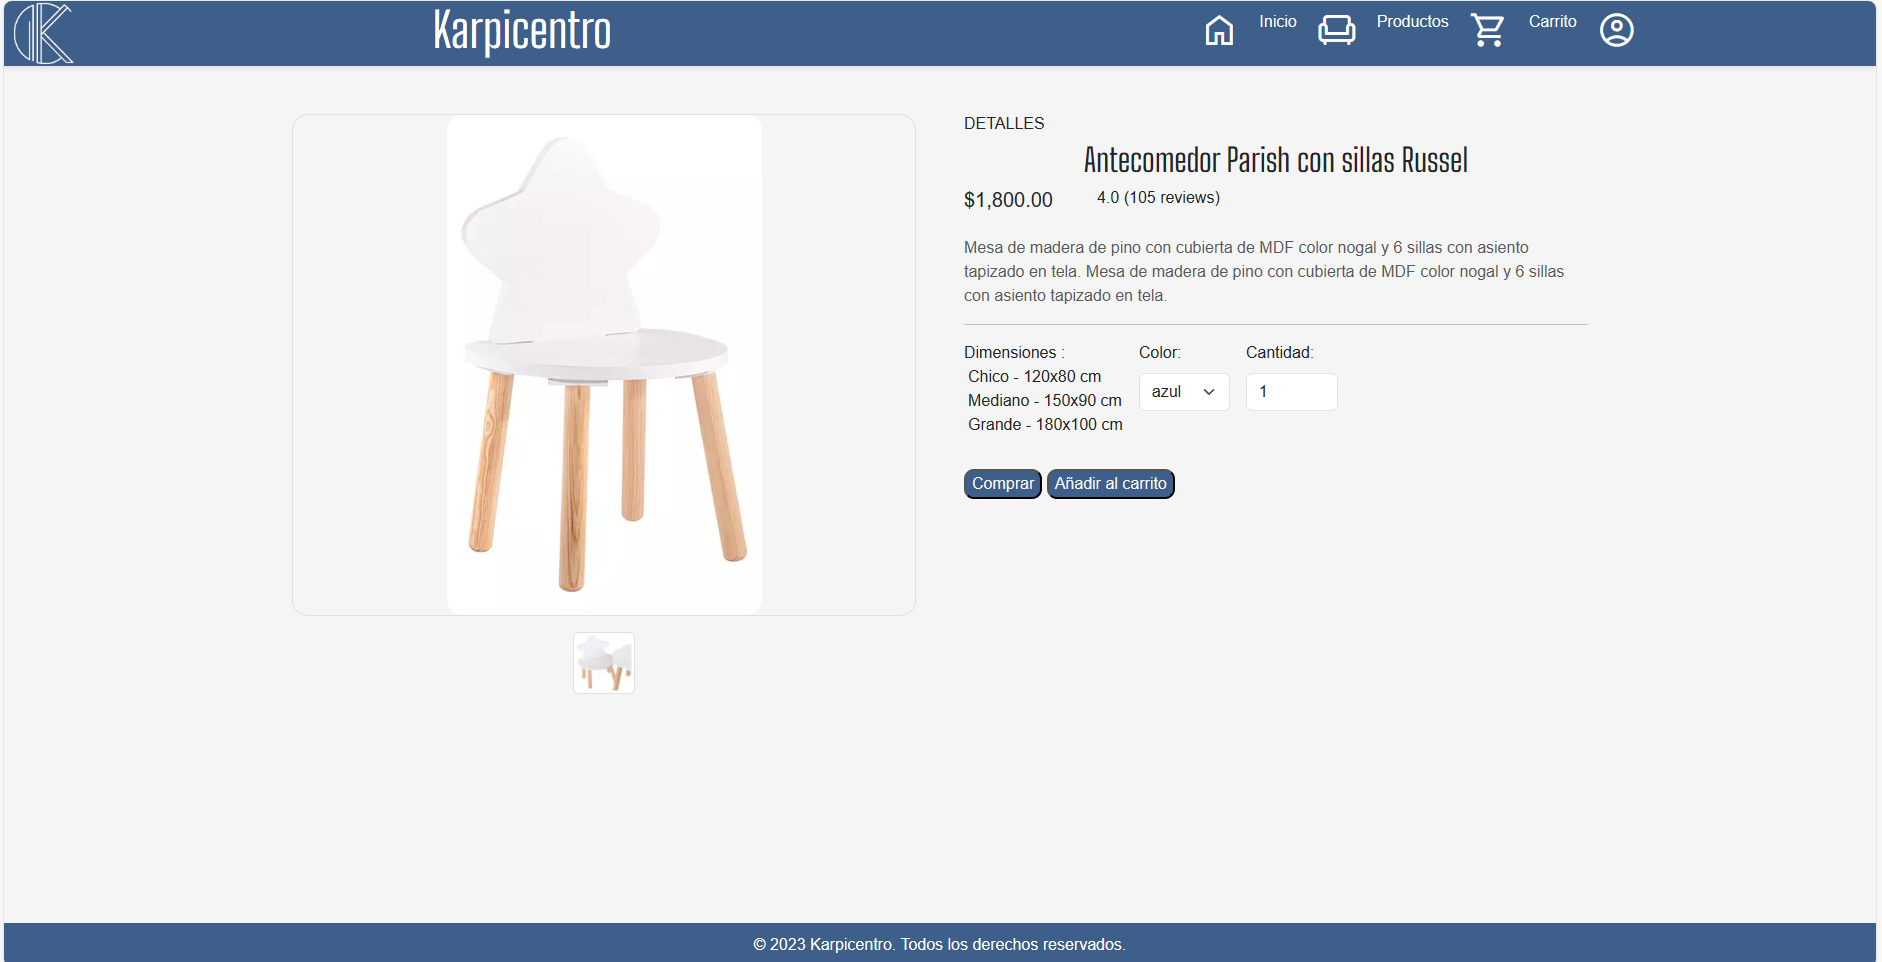 Karpicentro
Inicio
Productos
Carrito
DETALLES
Antecomedor Parish con sillas Russel
$1,800.00
4.0 (105 reviews)
Mesa de madera de pino con cubierta de MDF color nogal y 6 sillas con asiento
tapizado en tela. Mesa de madera de pino con cubierta de MDF color nogal y 6 sillas
con asiento tapizado en tela.
Dimensiones :
Chico - 120x80 cm
Mediano - 150x90 cm
Grande - 180x100 cm
Color:
azul
Cantidad:
1
Comprar
Añadir al carrito
© 2023 Karpicentro. Todos los derechos reservados.